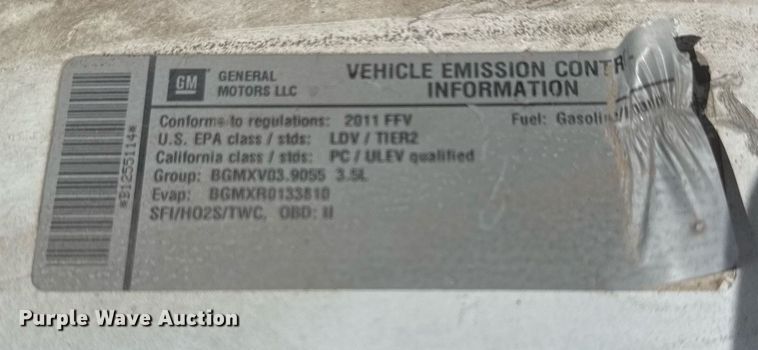 GM GENERAL MOTORS LLC
VEHICLE EMISSION CONTR
INFORMATION
Conforms to regulations: 2011 FFV Fuel: Gasoline/
U.S. EPA class / stds: LDV / TIER2
California class / stds: PC / ULEV qualified
Group: BGMXV03.9055 3.5L
Evap: BGMXR0133810
SFI/HO2S/TWC, OBD: II
*B1255114*
Purple Wave Auction